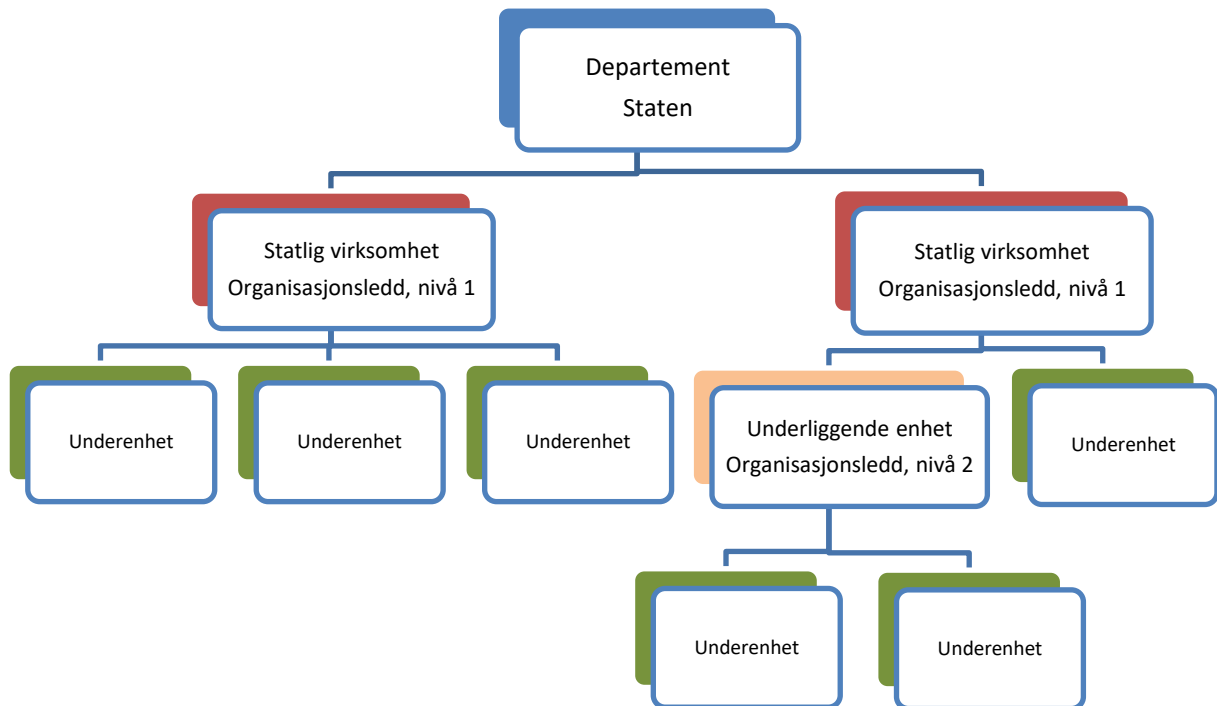 Departement
Staten
Statlig virksomhet
Organisasjonsledd, nivå 1
Statlig virksomhet
Organisasjonsledd, nivå 1
Underenhet
Underenhet
Underenhet
Underliggende enhet
Organisasjonsledd, nivå 2
Underenhet
Underenhet
Underenhet